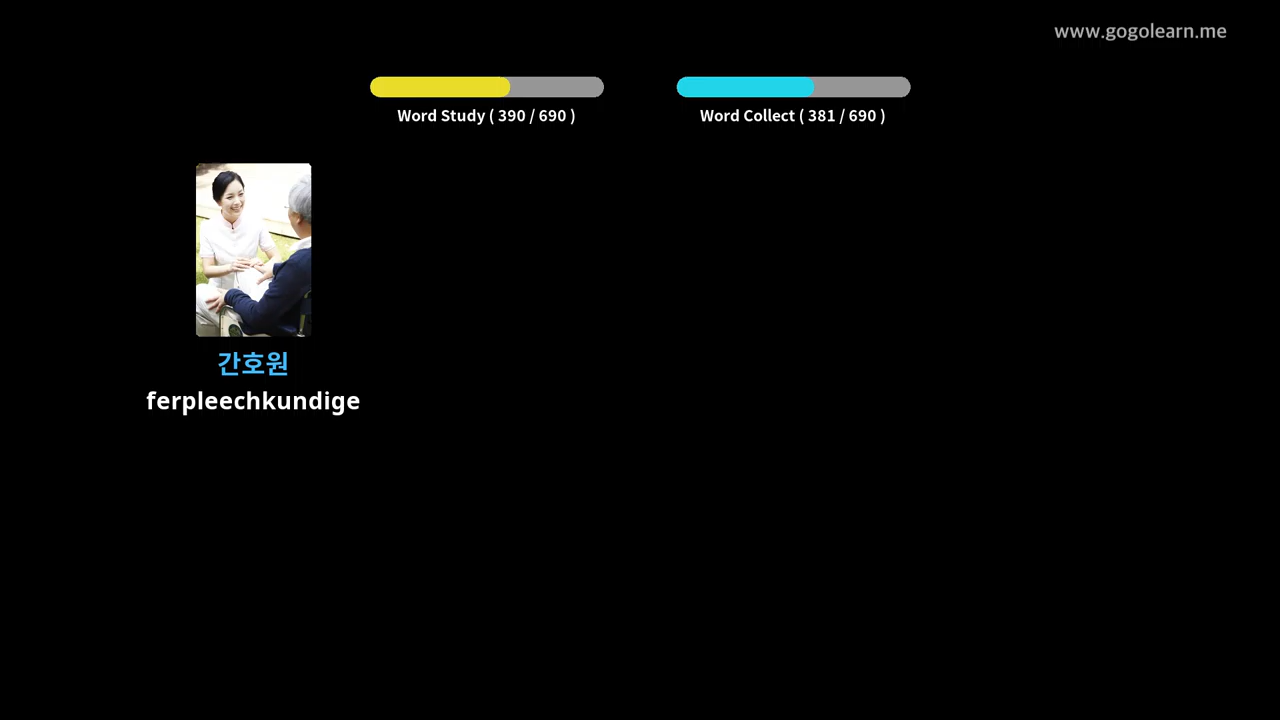 www.gogolearn.me
Word Study ( 390 / 690 )
Word Collect ( 381 / 690 )
간호원
ferpleechkundige